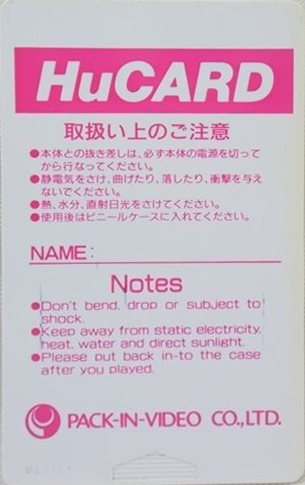 HuCARD
取扱い上のご注意
●本体との抜き差しは、必ず本体の電源を切って
から行なってください。
●静電気をさけ、曲げたり、落したり、衝撃を与え
ないでください。
●熱、水分、直射日光をさけてください。
●使用後はビニールケースに入れてください。
NAME:
Notes
●Don't bend, drop or subject to
shock.
●Keep away from static electricity,
heat, water and direct sunlight.
●Please put back in-to the case
after you played.
PACK-IN-VIDEO CO.,LTD.